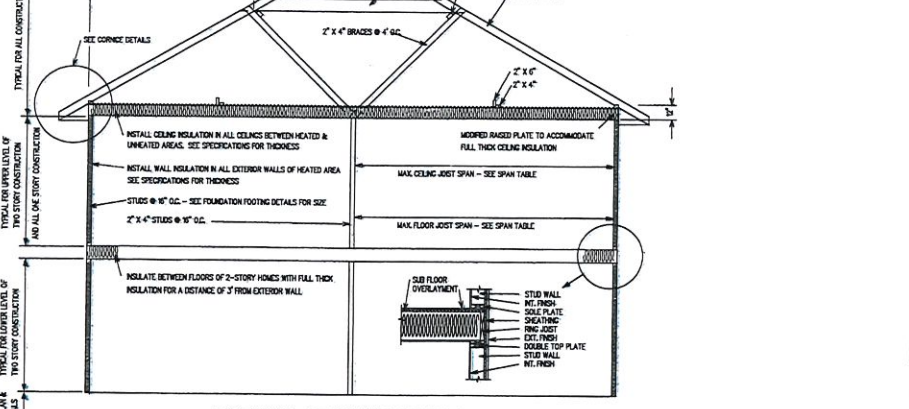 TYPICAL FOR ALL CONSTRUCT
SEE CORNICE DETAILS
2" X 4" BRACES @ 4' O.C.
2" X 6"
2" X 4"
12"
INSTALL CEILING INSULATION IN ALL CEILINGS BETWEEN HEATED &
UNHEATED AREAS. SEE SPECIFICATIONS FOR THICKNESS
MODIFIED RAISED PLATE TO ACCOMMODATE
FULL THICK CEILING INSULATION
TYPICAL FOR UPPER LEVEL OF
TWO STORY CONSTRUCTION
AND ALL ONE STORY CONSTRUCTION
INSTALL WALL INSULATION IN ALL EXTERIOR WALLS OF HEATED AREA
SEE SPECIFICATIONS FOR THICKNESS
MAX. CEILING JOIST SPAN - SEE SPAN TABLE
STUDS @ 16" O.C. - SEE FOUNDATION FOOTING DETAILS FOR SIZE
2" X 4" STUDS @ 16" O.C.
MAX. FLOOR JOIST SPAN - SEE SPAN TABLE
INSULATE BETWEEN FLOORS OF 2-STORY HOMES WITH FULL THICK
INSULATION FOR A DISTANCE OF 3' FROM EXTERIOR WALL
TYPICAL FOR LOWER LEVEL OF
TWO STORY CONSTRUCTION
SUB FLOOR
OVERLAYMENT
STUD WALL
INT. FINISH
SOLE PLATE
SHEATHING
RING JOIST
EXT. FINISH
DOUBLE TOP PLATE
STUD WALL
INT. FINISH